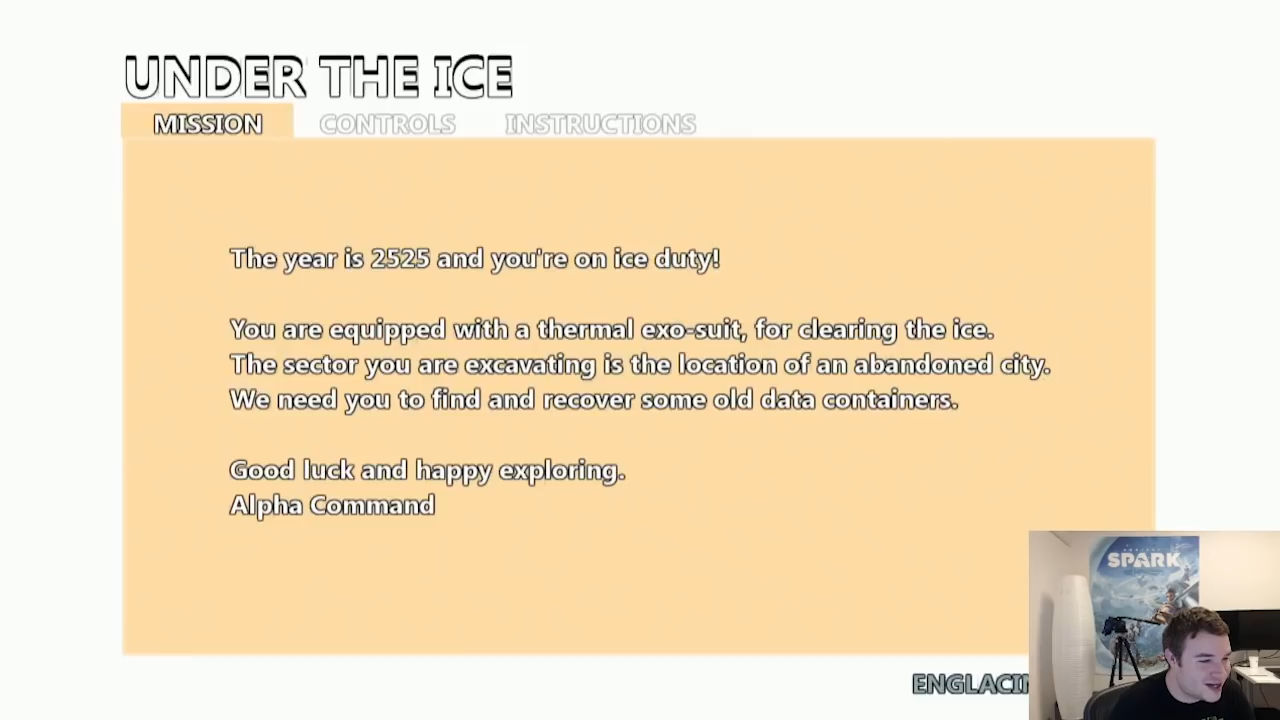 UNDER THE ICE
MISSION CONTROLS INSTRUCTIONS
The year is 2525 and you're on ice duty!
You are equipped with a thermal exo-suit, for clearing the ice.
The sector you are excavating is the location of an abandoned city.
We need you to find and recover some old data containers.
Good luck and happy exploring.
Alpha Command
SPARK